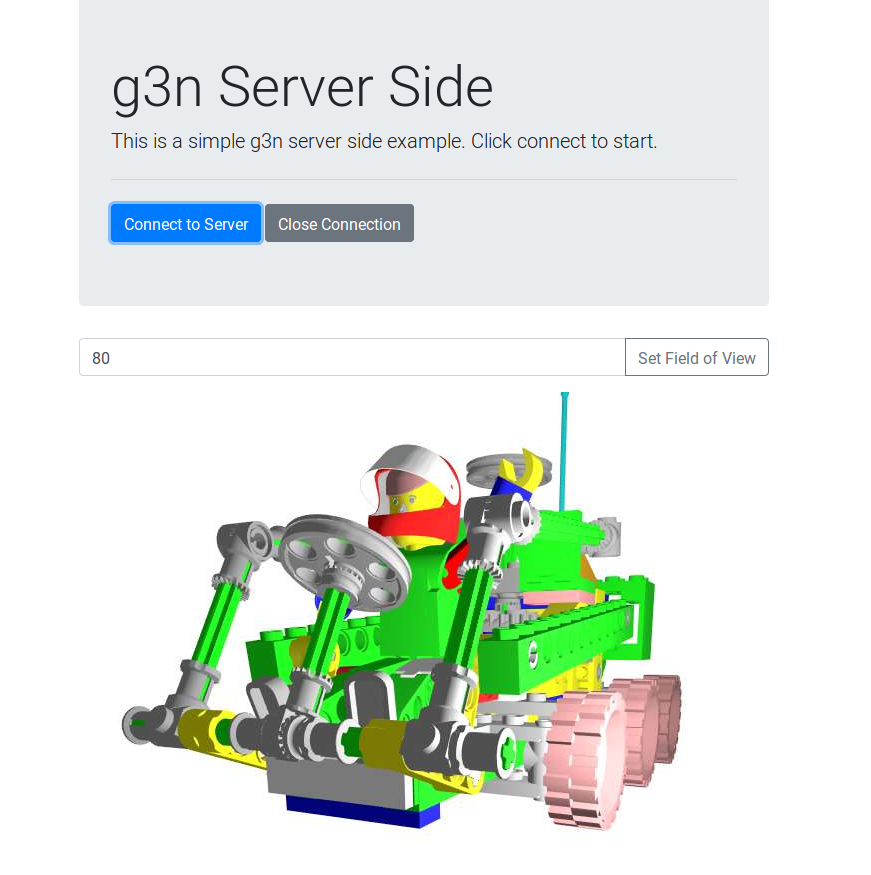 g3n Server Side
This is a simple g3n server side example. Click connect to start.
Connect to Server Close Connection
80 Set Field of View